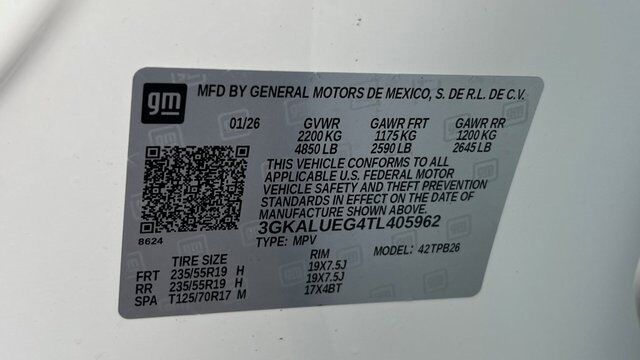 gm MFD BY GENERAL MOTORS DE MEXICO, S. DE R.L. DE C.V.
01/26 GVWR GAWR FRT GAWR RR
2200 KG 1175 KG 1200 KG
4850 LB 2590 LB 2645 LB
THIS VEHICLE CONFORMS TO ALL
APPLICABLE U.S. FEDERAL MOTOR
VEHICLE SAFETY AND THEFT PREVENTION
STANDARDS IN EFFECT ON THE DATE OF
MANUFACTURE SHOWN ABOVE.
3GKALUEG4TL405962
8624 TYPE: MPV MODEL: 42TPB26
TIRE SIZE RIM
FRT 235/55R19 H 19X7.5J
RR 235/55R19 H 19X7.5J
SPA T125/70R17 M 17X4BT